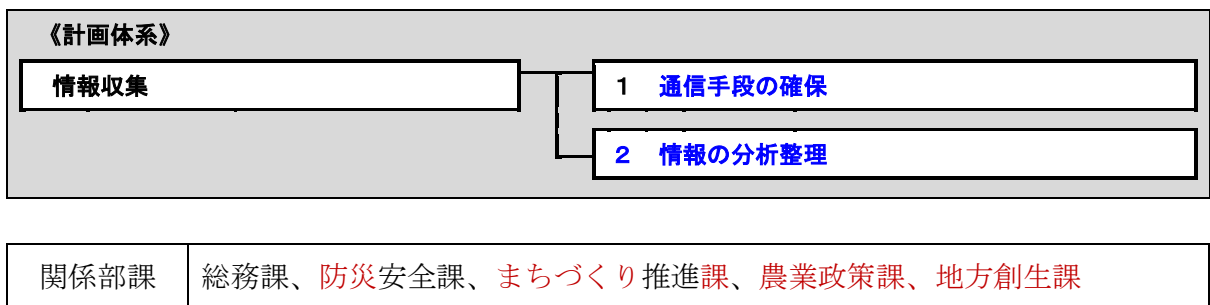 《計画体系》
情報収集
１ 通信手段の確保
２ 情報の分析整理
関係部課 総務課、防災安全課、まちづくり推進課、農業政策課、地方創生課